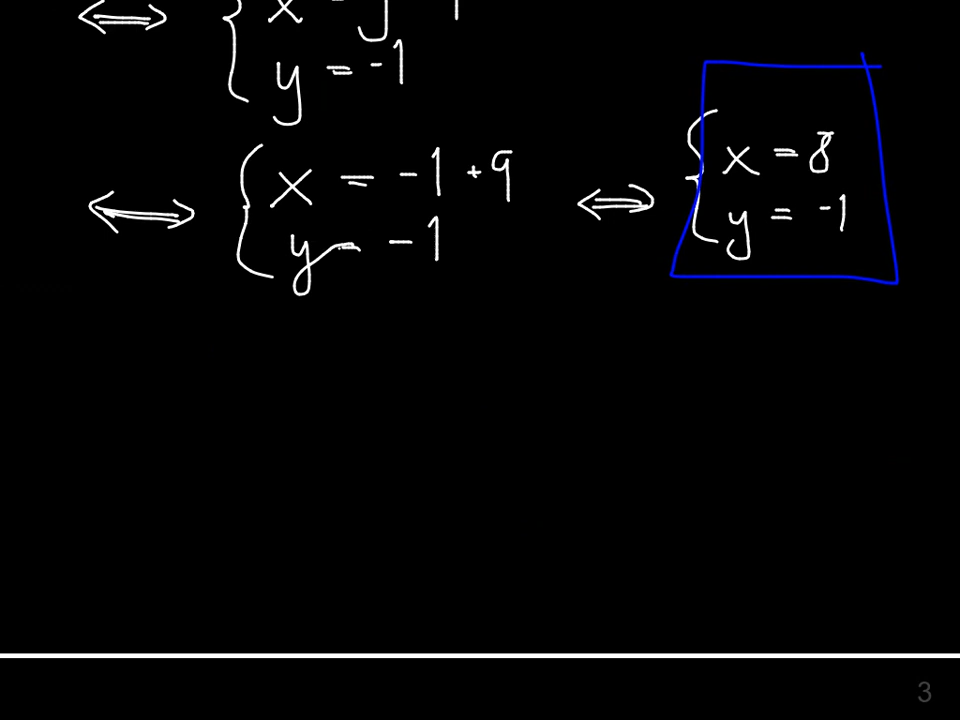 ⟺ { x = y
y = -1
⟺ { x = -1 + 9
y = -1
⟺ { x = 8
y = -1
3